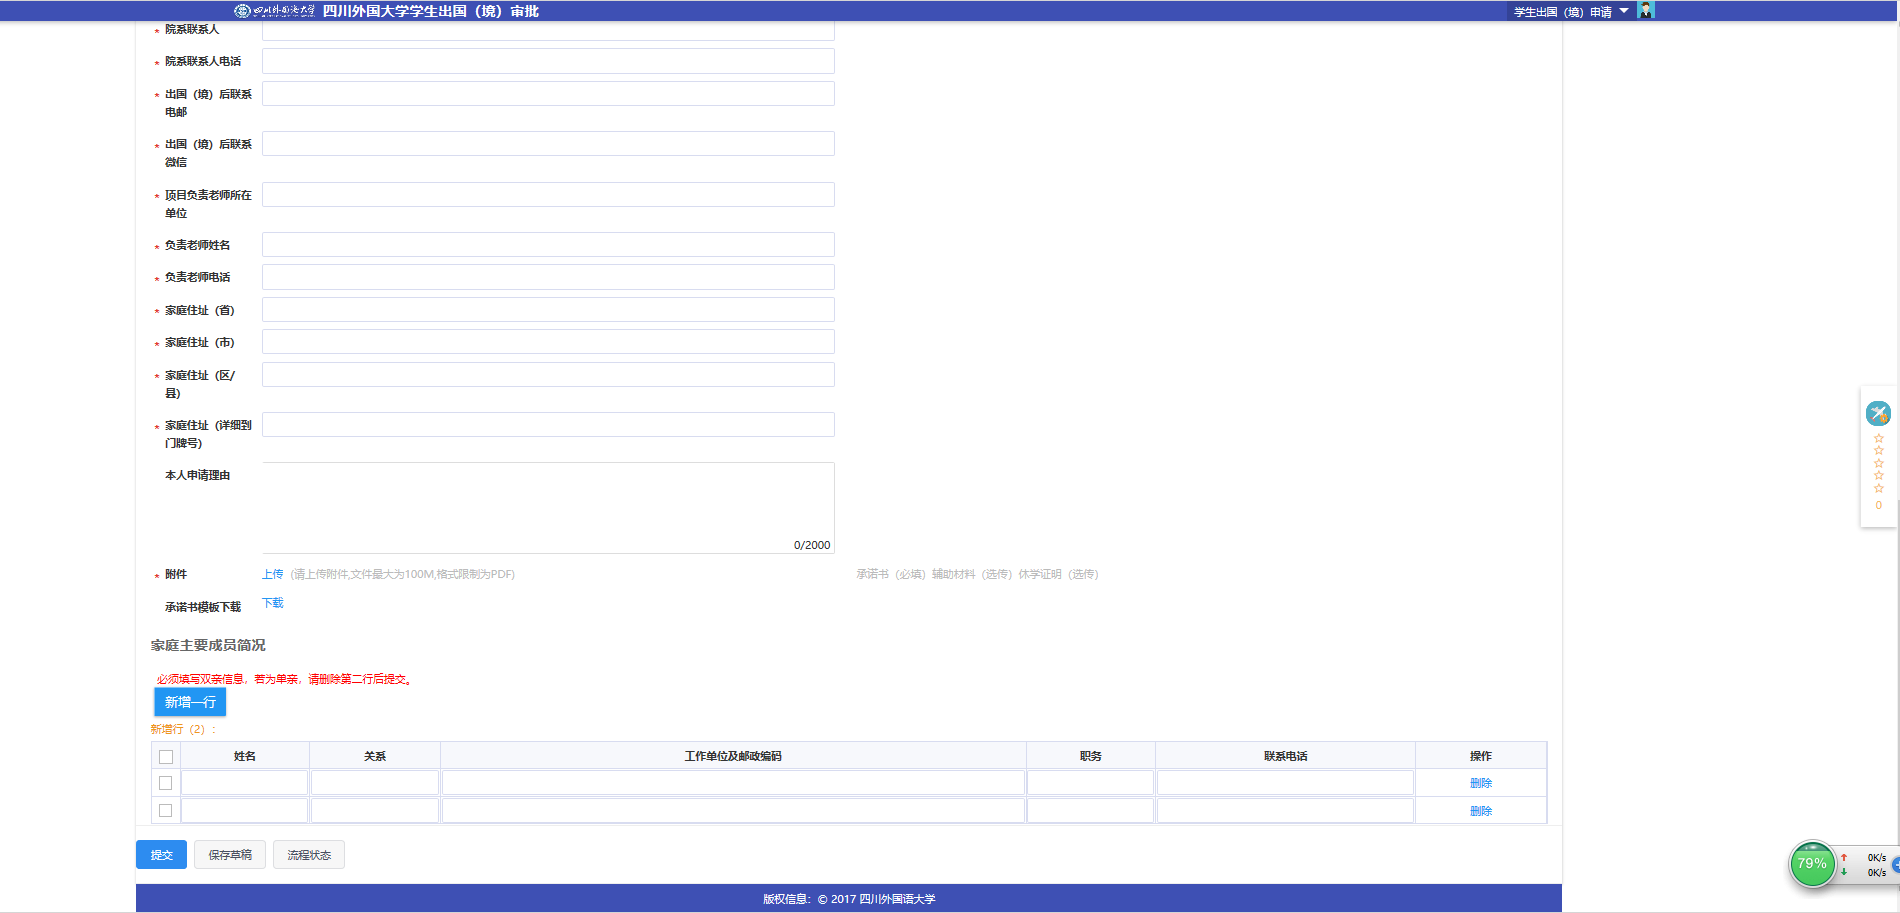 四川外国语大学 四川外国大学学生出国（境）审批
学生出国（境）申请
* 院系联系人
* 院系联系人电话
* 出国（境）后联系
电邮
* 出国（境）后联系
微信
* 项目负责老师所在
单位
* 负责老师姓名
* 负责老师电话
* 家庭住址（省）
* 家庭住址（市）
* 家庭住址（区/
县）
* 家庭住址（详细到
门牌号）
本人申请理由
0/2000
* 附件 上传 (请上传附件,文件最大为100M,格式限制为PDF) 承诺书（必填）辅助材料（选传）休学证明（选传）
承诺书模板下载 下载
家庭主要成员简况
必须填写双亲信息，若为单亲，请删除第二行后提交。
新增一行
新增行（2）：
姓名 关系 工作单位及邮政编码 职务 联系电话 操作
删除
删除
提交 保存草稿 流程状态
版权信息：© 2017 四川外国语大学
0
79%
0K/s
0K/s